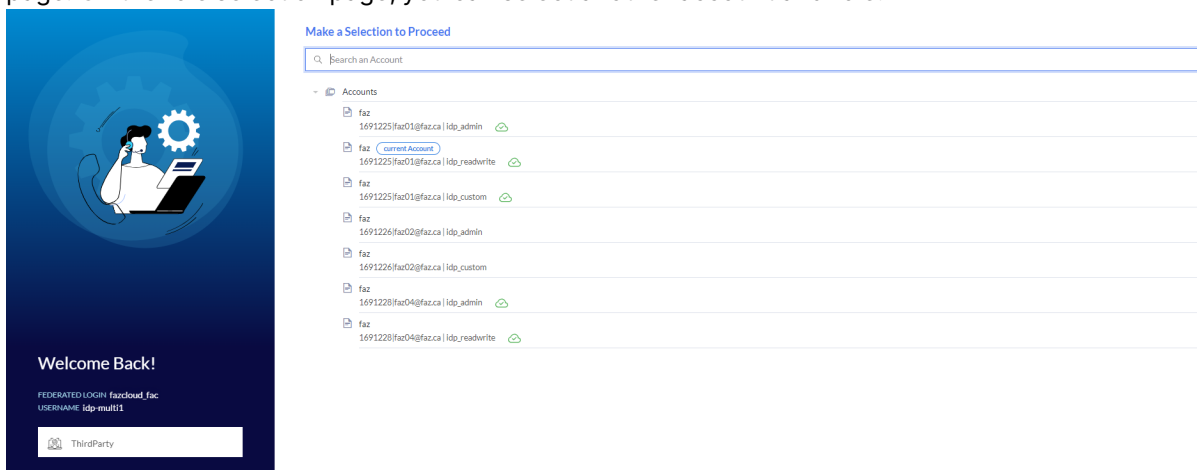 Make a Selection to Proceed
Search an Account
Accounts
faz
1691225|faz01@faz.ca | idp_admin
faz current Account
1691225|faz01@faz.ca | idp_readwrite
faz
1691225|faz01@faz.ca | idp_custom
faz
1691226|faz02@faz.ca | idp_admin
faz
1691226|faz02@faz.ca | idp_custom
faz
1691228|faz04@faz.ca | idp_admin
faz
1691228|faz04@faz.ca | idp_readwrite
Welcome Back!
FEDERATED LOGIN fazcloud_fac
USERNAME idp-multi1
ThirdParty